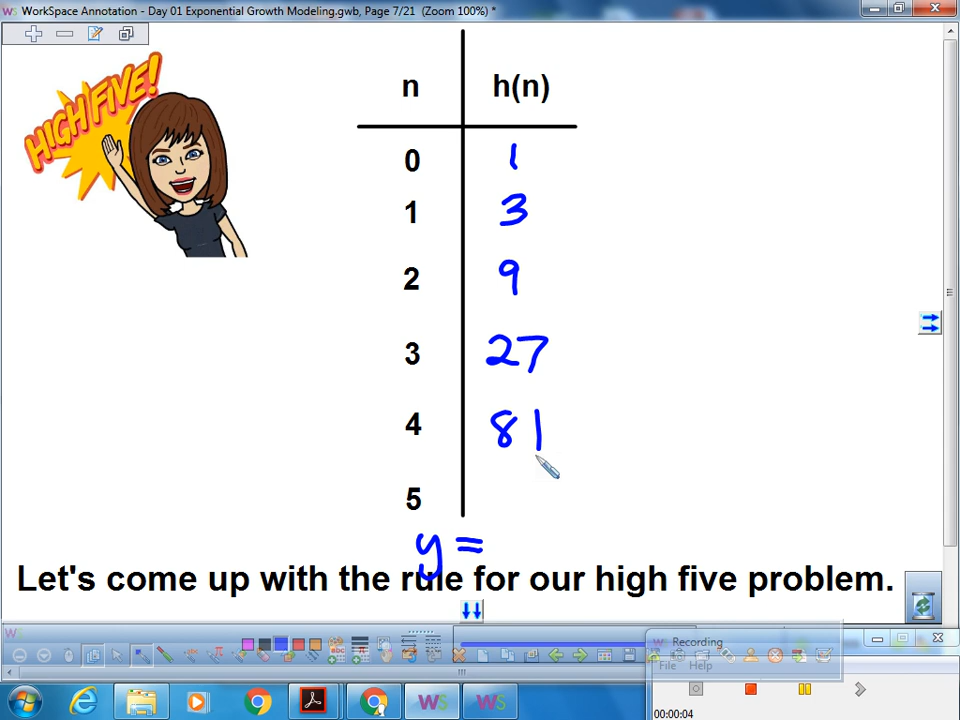 WorkSpace Annotation - Day 01 Exponential Growth Modeling.gwb, Page 7/21 (Zoom 100%) *
HIGH FIVE!
n h(n)
0 1
1 3
2 9
3 27
4 81
5
y =
Let's come up with the rule for our high five problem.
Recording
File Help
00:00:04